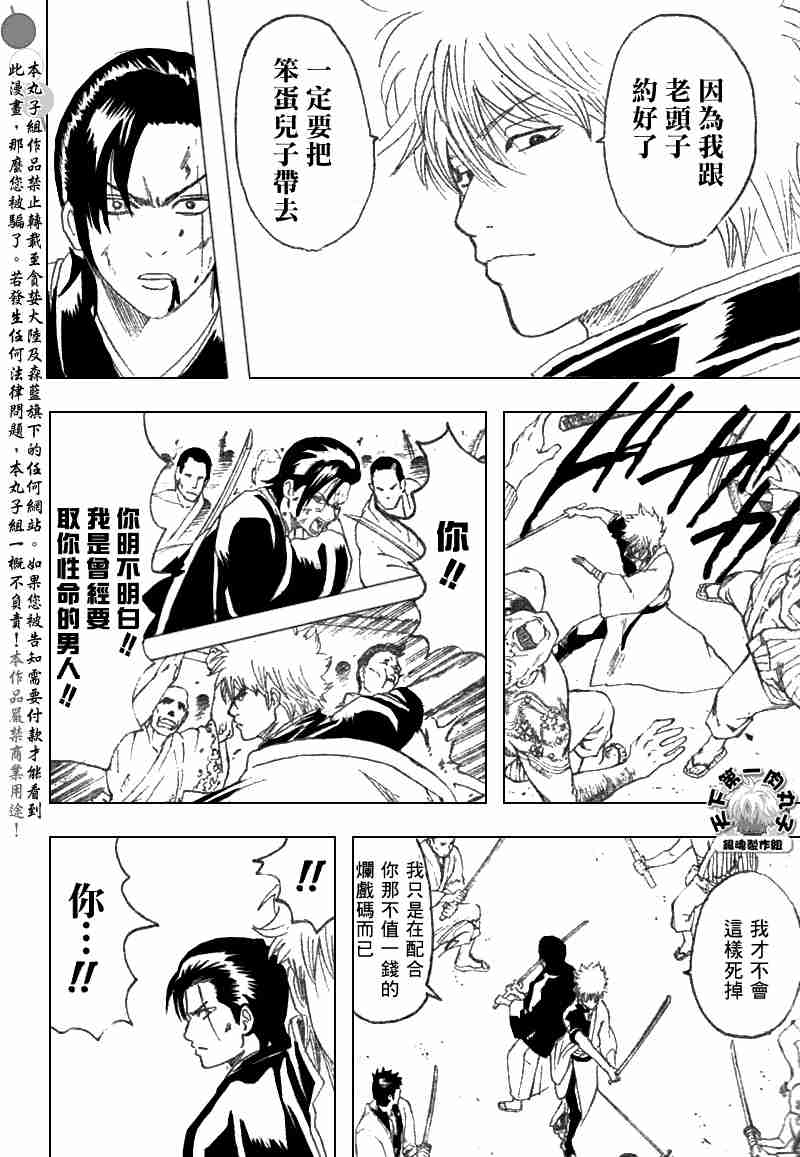 因為我跟
老頭子
約好了
一定要把
笨蛋兒子帶去
你!!
你明不明白!!
我是曾經要
取你性命的男人!!
我才不會
這樣死掉
我只是在配合
你那不值一錢的
爛戲碼而已
!!
你…!!
本丸子組作品禁止轉載至貪婪大陸及森藍旗下的任何網站。如果您被告知需要付款才能看到
此漫畫，那麼您被騙了。若發生任何法律問題，本丸子組一概不負責！本作品嚴禁商業用途！
天下第一肉丸子
銀魂製作組